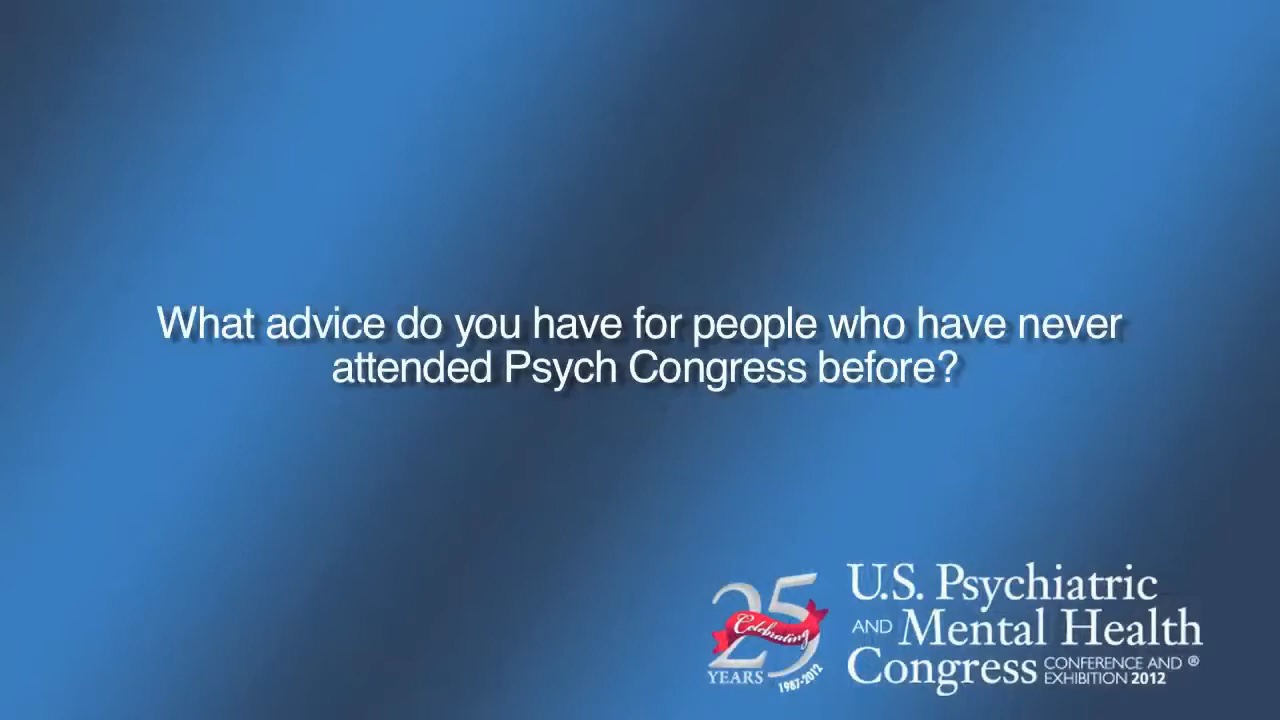 What advice do you have for people who have never
attended Psych Congress before?
25
Celebrating
YEARS
1987-2012
U.S. Psychiatric
AND Mental Health
Congress CONFERENCE AND ®
EXHIBITION 2012